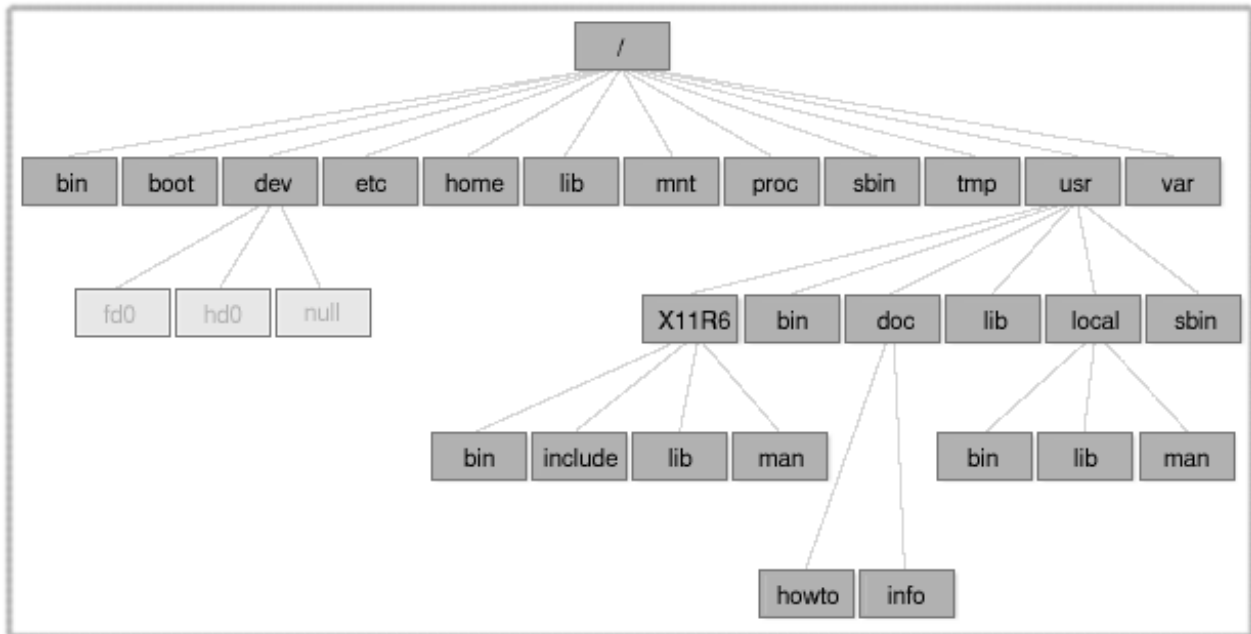 /
bin boot dev etc home lib mnt proc sbin tmp usr var
fd0 hd0 null
X11R6 bin doc lib local sbin
bin include lib man bin lib man
howto info